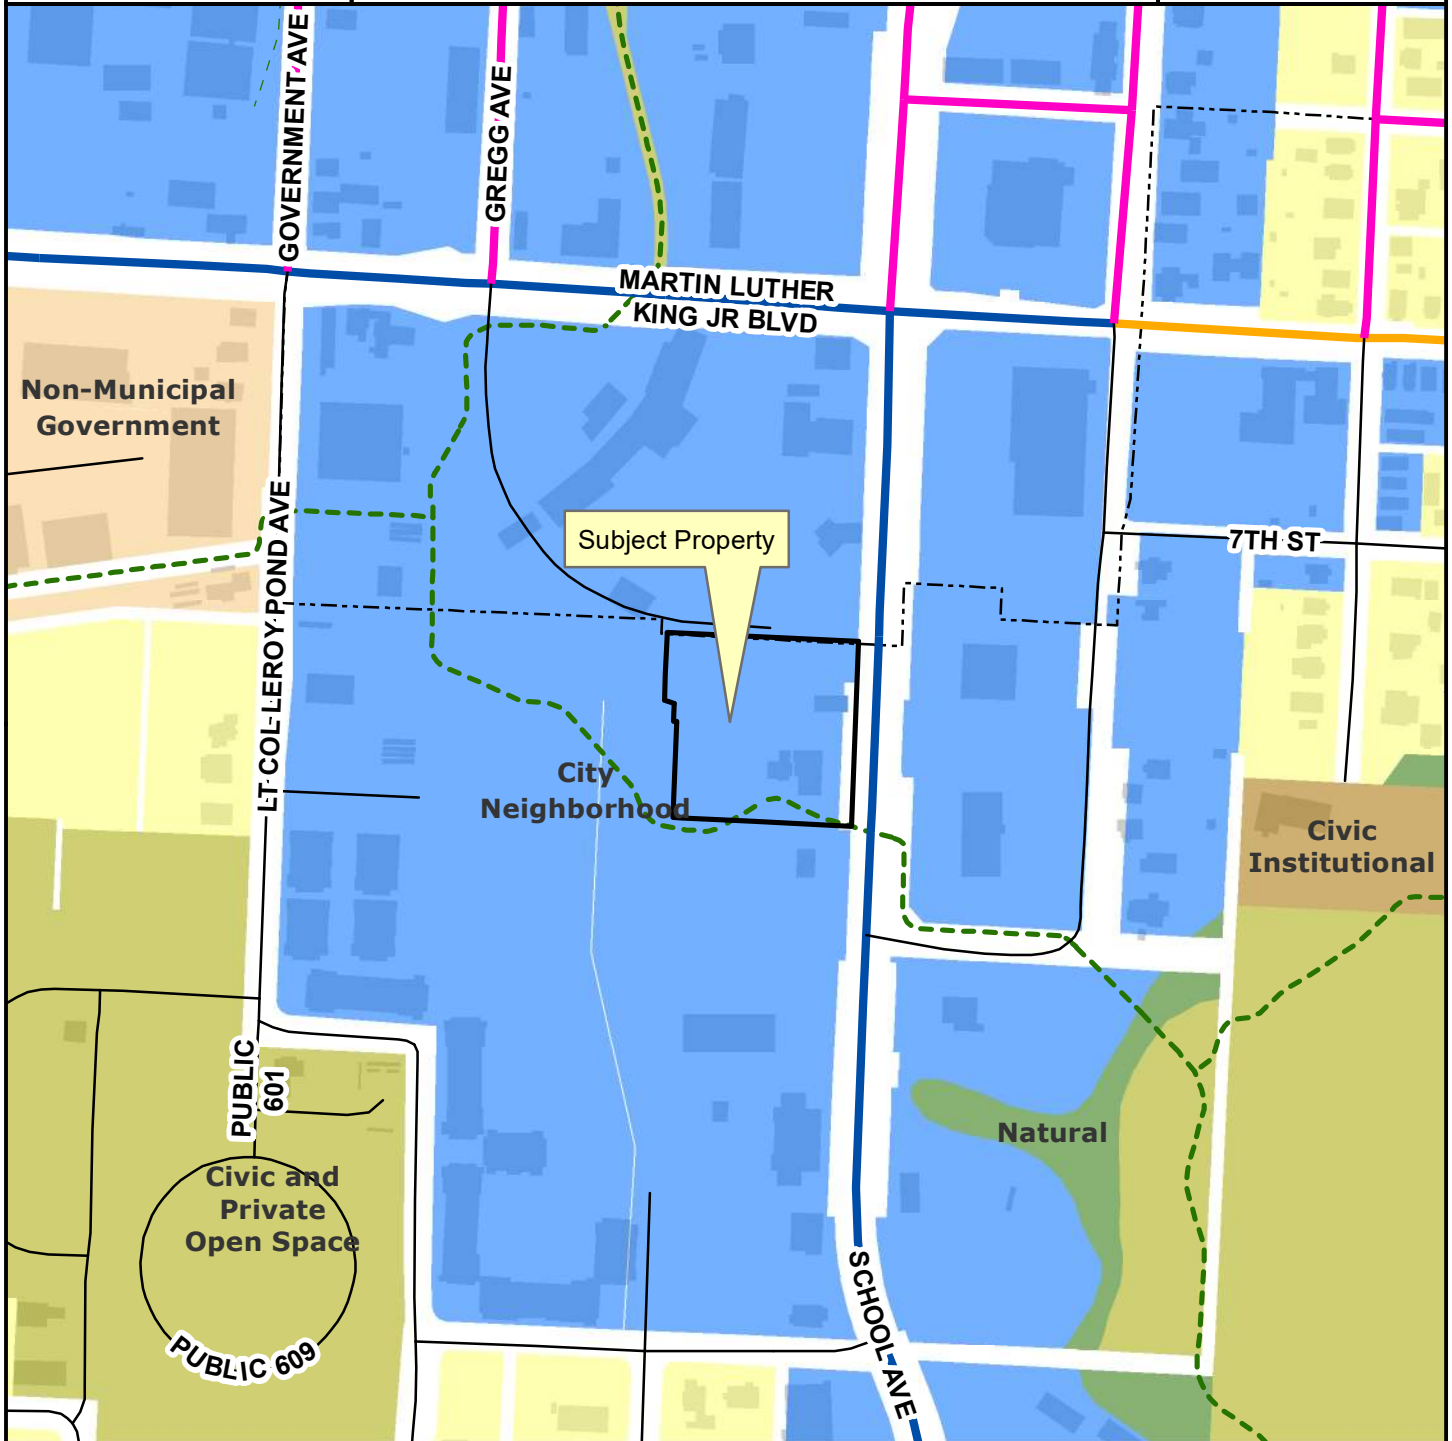 GOVERNMENT AVE
GREGG AVE
MARTIN LUTHER
KING JR BLVD
Non-Municipal
Government
Subject Property
7TH ST
LT COL LEROY POND AVE
City
Neighborhood
Civic
Institutional
PUBLIC
601
Natural
Civic and
Private
Open Space
SCHOOL AVE
PUBLIC 609